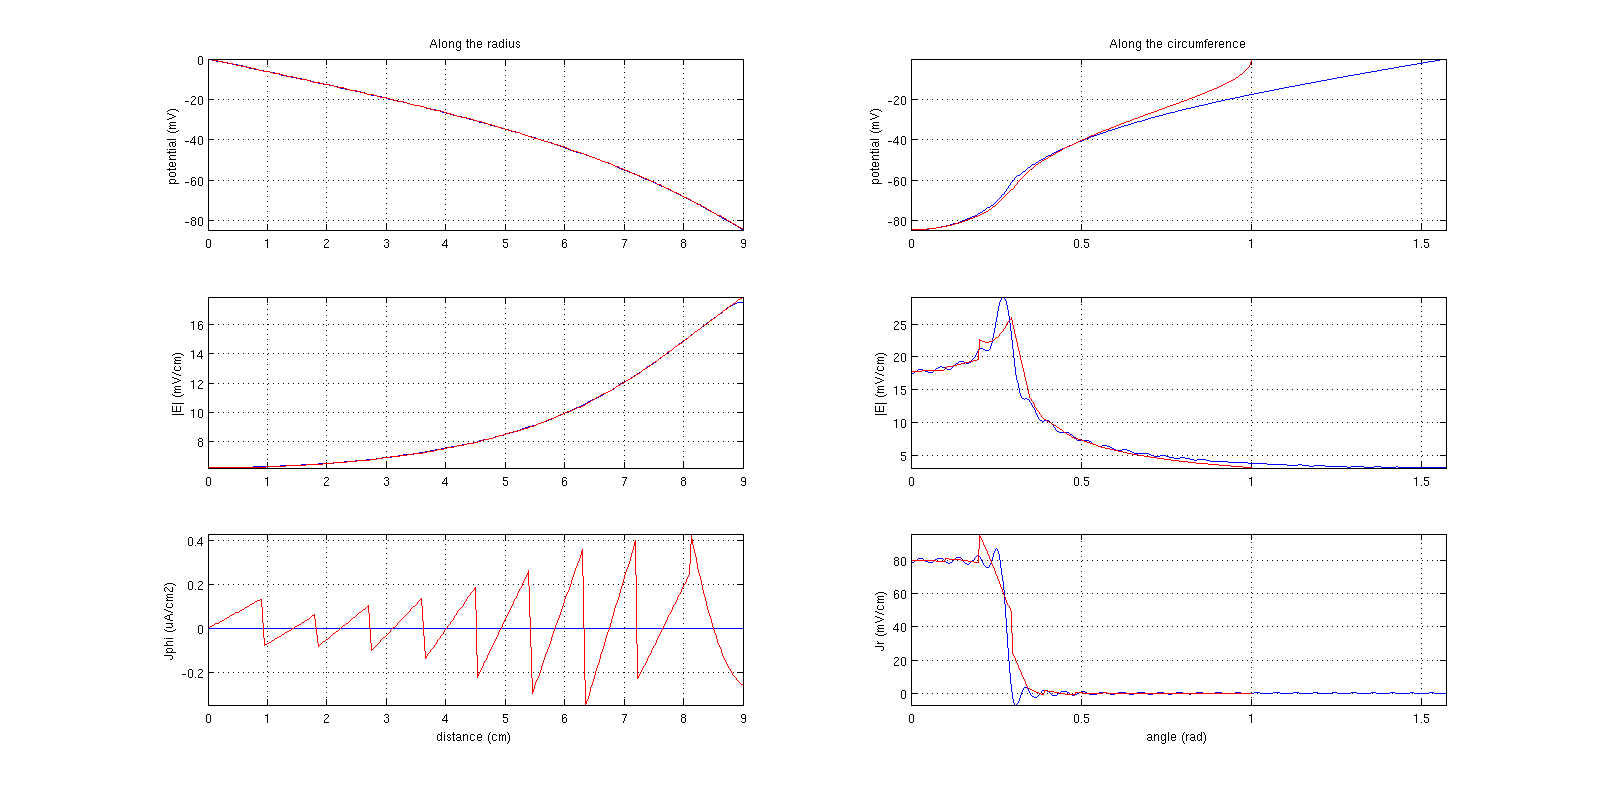 Along the radius
0
-20
-40
-60
-80
potential (mV)
0 1 2 3 4 5 6 7 8 9
Along the circumference
-20
-40
-60
-80
potential (mV)
0 0.5 1 1.5
16
14
12
10
8
|E| (mV/cm)
0 1 2 3 4 5 6 7 8 9
25
20
15
10
5
|E| (mV/cm)
0 0.5 1 1.5
0.4
0.2
0
-0.2
Jphi (uA/cm2)
0 1 2 3 4 5 6 7 8 9
distance (cm)
80
60
40
20
0
Jr (mV/cm)
0 0.5 1 1.5
angle (rad)